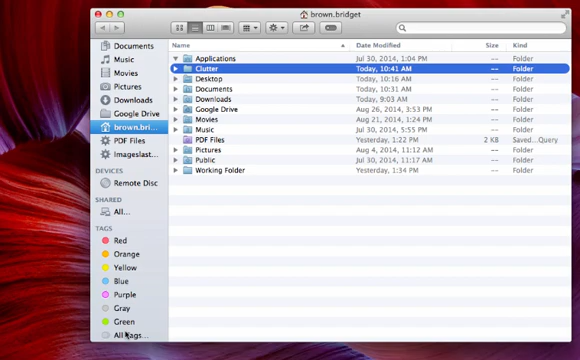 brown.bridget
Name Date Modified Size Kind
Applications Jul 30, 2014, 1:04 PM -- Folder
Clutter Today, 10:41 AM -- Folder
Desktop Today, 10:16 AM -- Folder
Documents Today, 10:31 AM -- Folder
Downloads Today, 9:03 AM -- Folder
Google Drive Aug 26, 2014, 3:53 PM -- Folder
Movies Aug 21, 2014, 1:24 PM -- Folder
Music Jul 30, 2014, 5:55 PM -- Folder
PDF Files Yesterday, 1:22 PM 2 KB Saved...Query
Pictures Aug 4, 2014, 11:12 AM -- Folder
Public Jul 30, 2014, 11:17 AM -- Folder
Working Folder Yesterday, 1:34 PM -- Folder
Documents
Music
Movies
Pictures
Downloads
Google Drive
brown.bri...
PDF Files
Imageslast...
DEVICES
Remote Disc
SHARED
All...
TAGS
Red
Orange
Yellow
Blue
Purple
Gray
Green
All Tags...